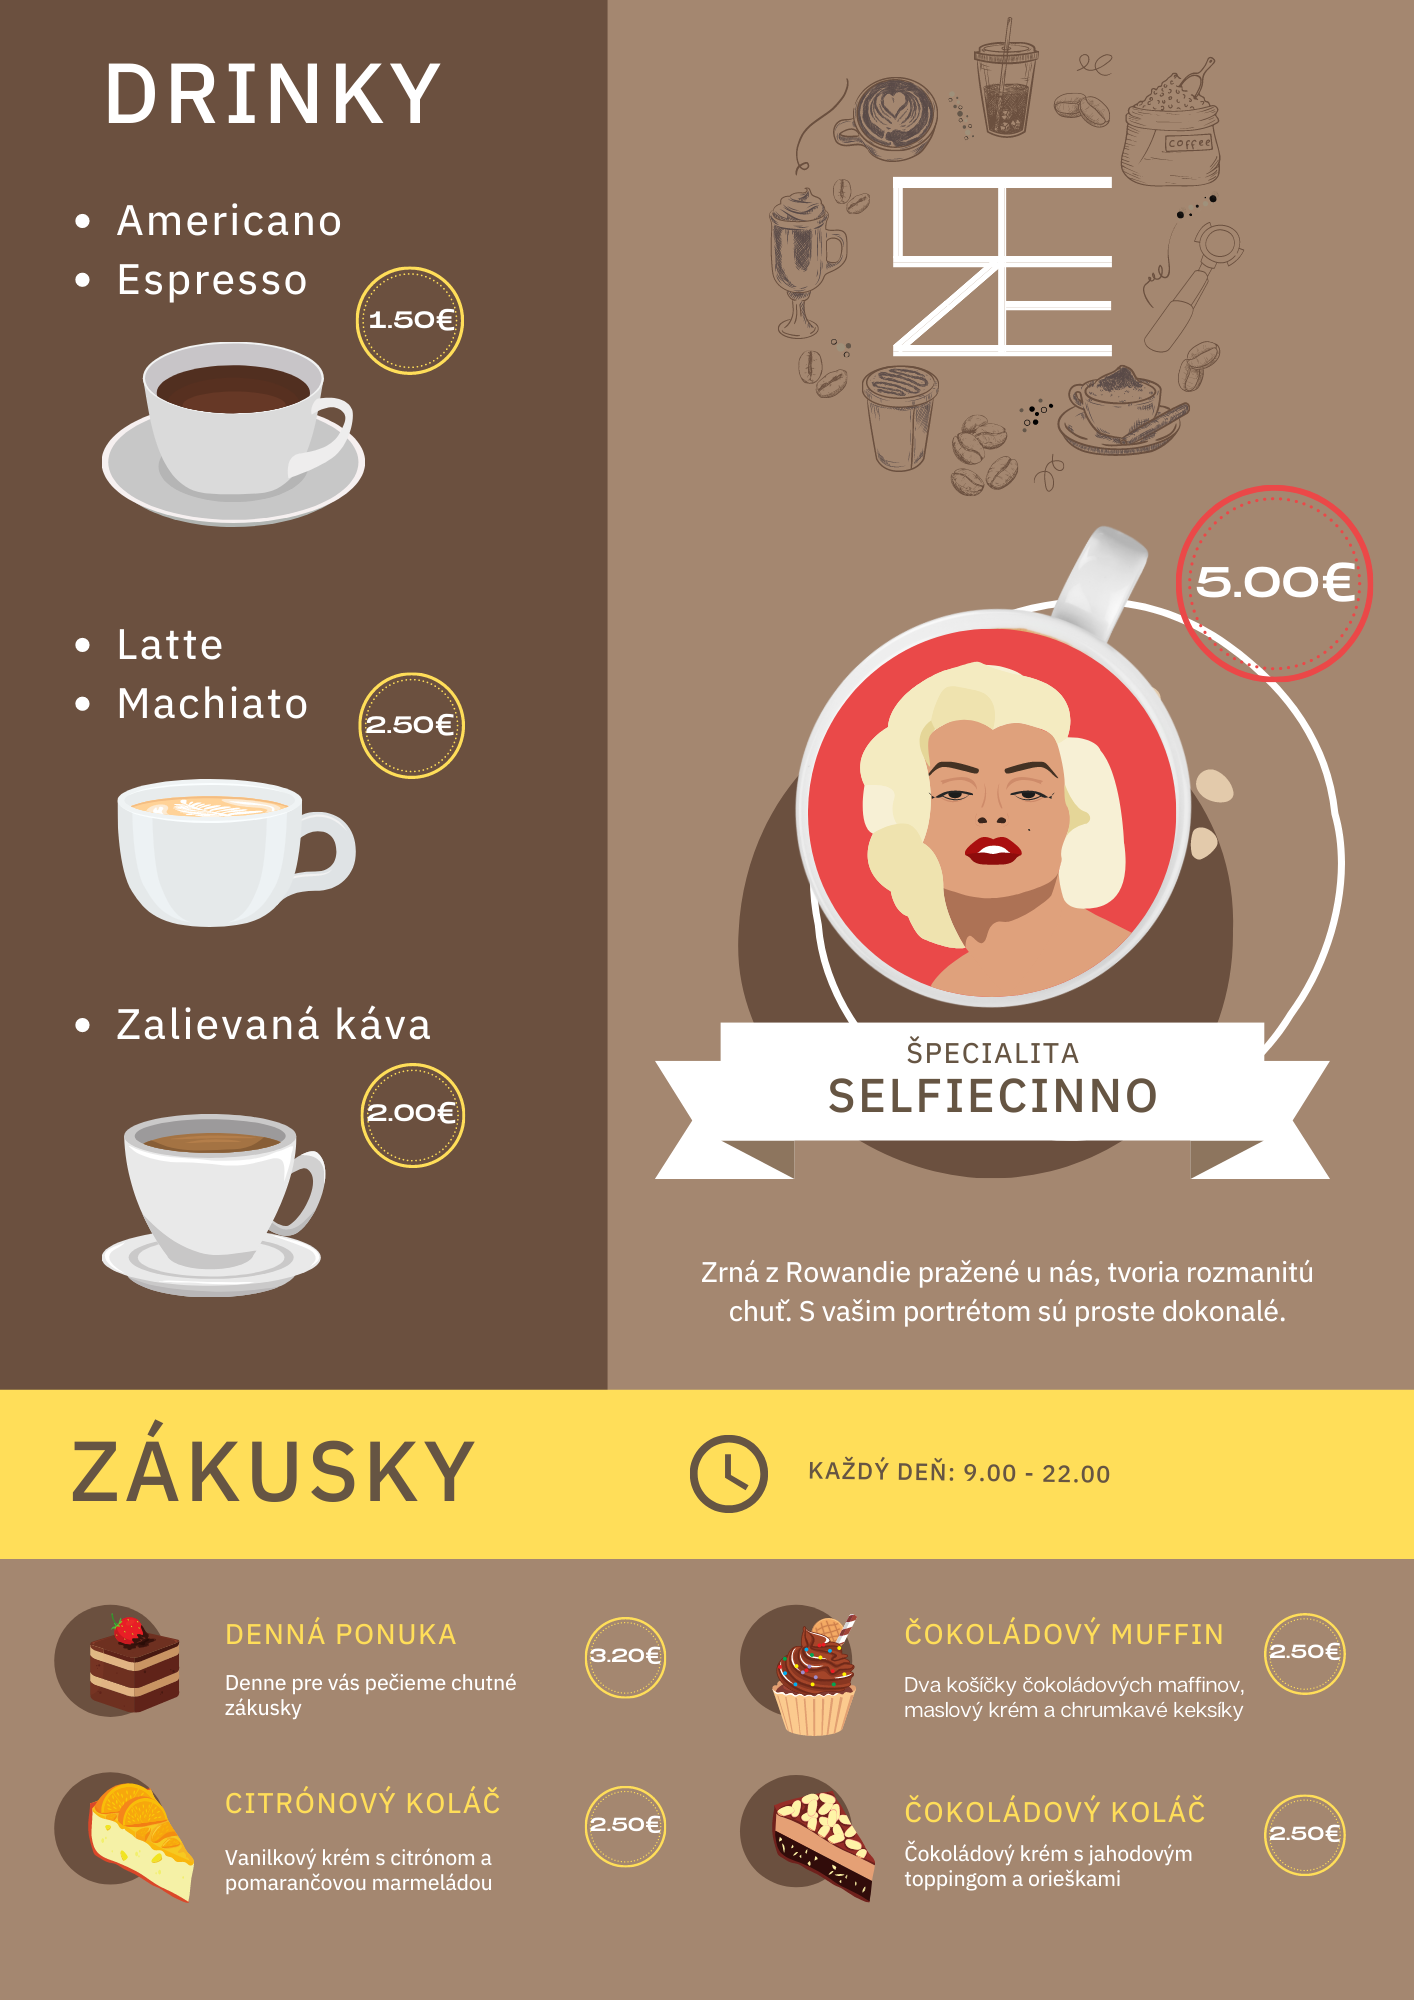 DRINKY
• Americano
• Espresso
1.50€
• Latte
• Machiato
2.50€
• Zalievaná káva
2.00€
coffee
5.00€
ŠPECIALITA
SELFIECINNO
Zrná z Rowandie pražené u nás, tvoria rozmanitú
chuť. S vašim portrétom sú proste dokonalé.
ZÁKUSKY
KAŽDÝ DEŇ: 9.00 - 22.00
DENNÁ PONUKA
3.20€
Denne pre vás pečieme chutné
zákusky
ČOKOLÁDOVÝ MUFFIN
2.50€
Dva košíčky čokoládových maffinov,
maslový krém a chrumkavé keksíky
CITRÓNOVÝ KOLÁČ
2.50€
Vanilkový krém s citrónom a
pomarančovou marmeládou
ČOKOLÁDOVÝ KOLÁČ
2.50€
Čokoládový krém s jahodovým
toppingom a orieškami